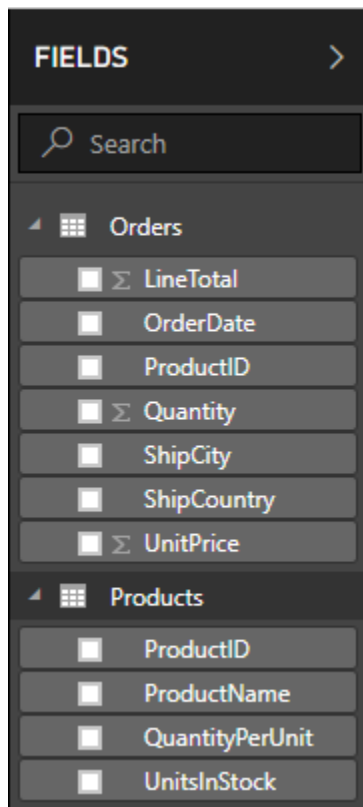 FIELDS
Search
Orders
Σ LineTotal
OrderDate
ProductID
Σ Quantity
ShipCity
ShipCountry
Σ UnitPrice
Products
ProductID
ProductName
QuantityPerUnit
UnitsInStock